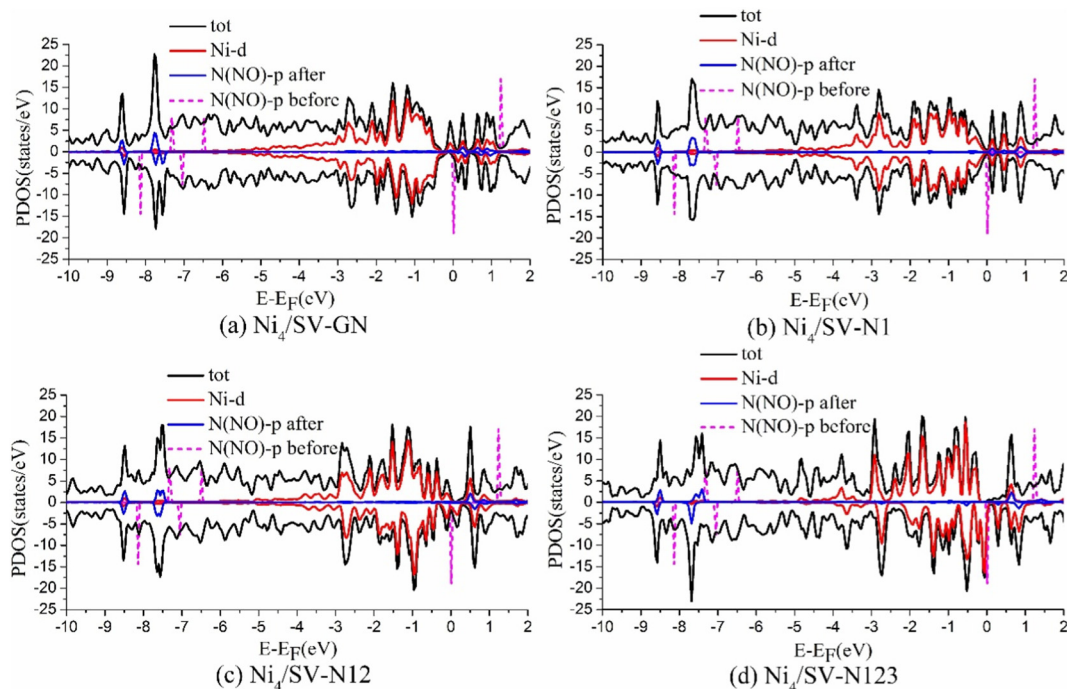 tot
Ni-d
N(NO)-p after
N(NO)-p before
PDOS(states/eV)
25
20
15
10
5
0
-5
-10
-15
-20
-25
-10 -9 -8 -7 -6 -5 -4 -3 -2 -1 0 1 2
E-E_F(eV)
(a) Ni₄/SV-GN
tot
Ni-d
N(NO)-p after
N(NO)-p before
PDOS(states/eV)
25
20
15
10
5
0
-5
-10
-15
-20
-25
-10 -9 -8 -7 -6 -5 -4 -3 -2 -1 0 1 2
E-E_F(eV)
(b) Ni₄/SV-N1
tot
Ni-d
N(NO)-p after
N(NO)-p before
PDOS(states/eV)
25
20
15
10
5
0
-5
-10
-15
-20
-25
-10 -9 -8 -7 -6 -5 -4 -3 -2 -1 0 1 2
E-E_F(eV)
(c) Ni₄/SV-N12
tot
Ni-d
N(NO)-p after
N(NO)-p before
PDOS(states/eV)
25
20
15
10
5
0
-5
-10
-15
-20
-25
-10 -9 -8 -7 -6 -5 -4 -3 -2 -1 0 1 2
E-E_F(eV)
(d) Ni₄/SV-N123